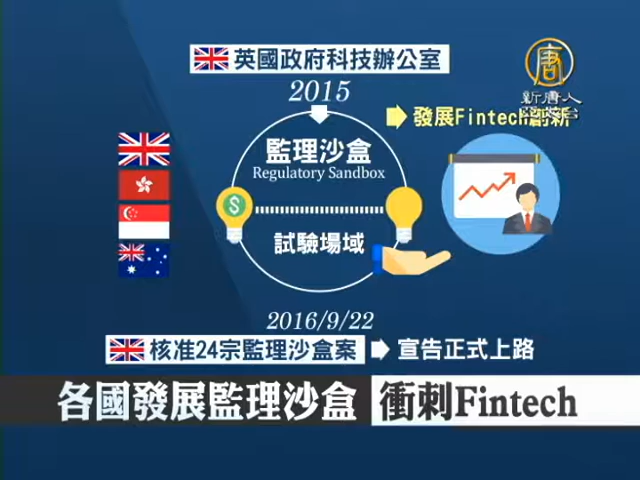 英國政府科技辦公室
2015
唐
新唐人
發展Fintech創新
監理沙盒
Regulatory Sandbox
$
試驗場域
2016/9/22
核准24宗監理沙盒案
宣告正式上路
各國發展監理沙盒 衝刺Fintech